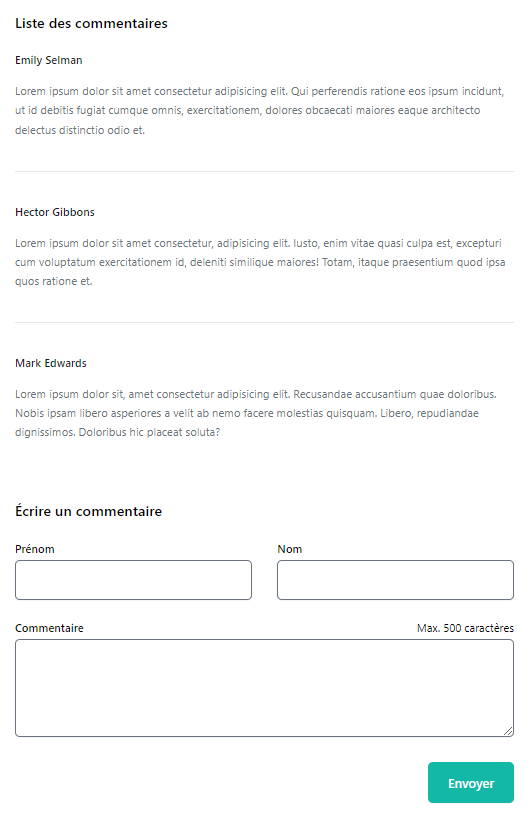 Liste des commentaires
Emily Selman
Lorem ipsum dolor sit amet consectetur adipisicing elit. Qui perferendis ratione eos ipsum incidunt,
ut id debitis fugiat cumque omnis, exercitationem, dolores obcaecati maiores eaque architecto
delectus distinctio odio et.
Hector Gibbons
Lorem ipsum dolor sit amet consectetur, adipisicing elit. Iusto, enim vitae quasi culpa est, excepturi
cum voluptatum exercitationem id, deleniti similique maiores! Totam, itaque praesentium quod ipsa
quos ratione et.
Mark Edwards
Lorem ipsum dolor sit, amet consectetur adipisicing elit. Recusandae accusantium quae doloribus.
Nobis ipsam libero asperiores a velit ab nemo facere molestias quisquam. Libero, repudiandae
dignissimos. Doloribus hic placeat soluta?
Écrire un commentaire
Prénom Nom
Commentaire Max. 500 caractères
Envoyer